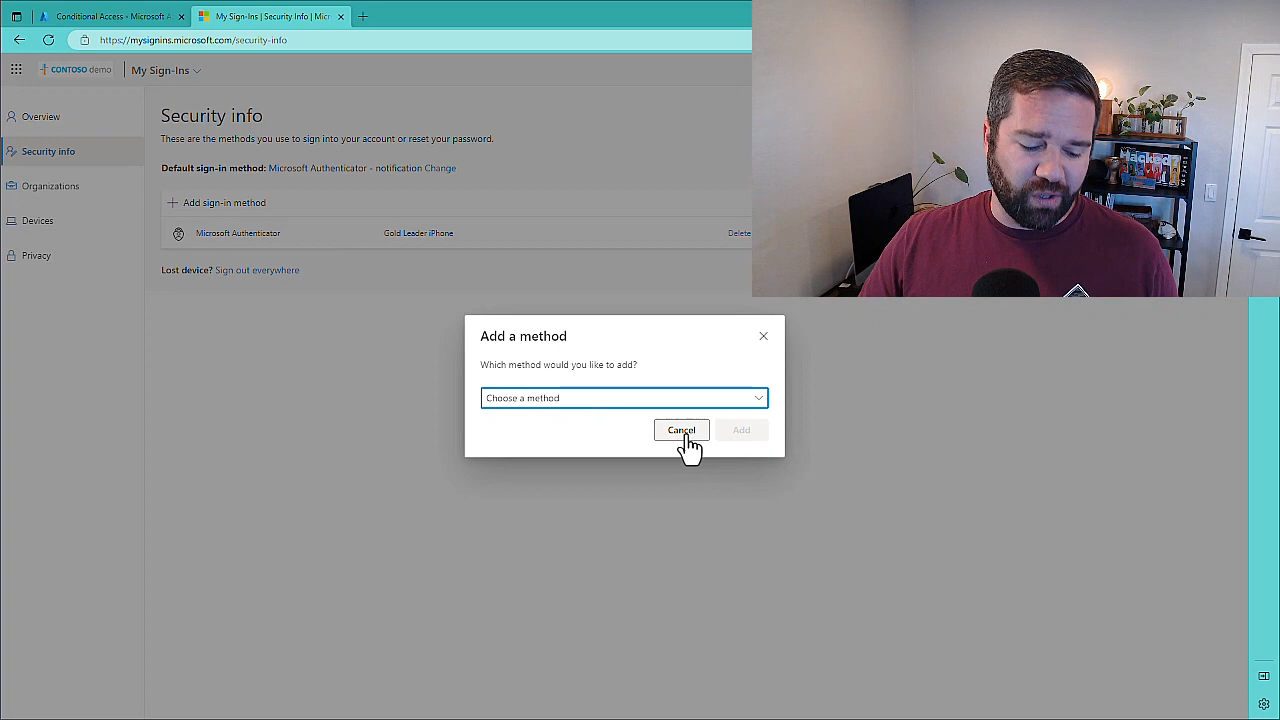 Conditional Access - Microsoft A
My Sign-Ins | Security Info | Micr
https://mysignins.microsoft.com/security-info
CONTOSO demo
My Sign-Ins
Overview
Security info
Organizations
Devices
Privacy
Security info
These are the methods you use to sign into your account or reset your password.
Default sign-in method: Microsoft Authenticator - notification Change
Add sign-in method
Microsoft Authenticator Gold Leader iPhone Delete
Lost device? Sign out everywhere
Hacked
Add a method
Which method would you like to add?
Choose a method
Cancel Add